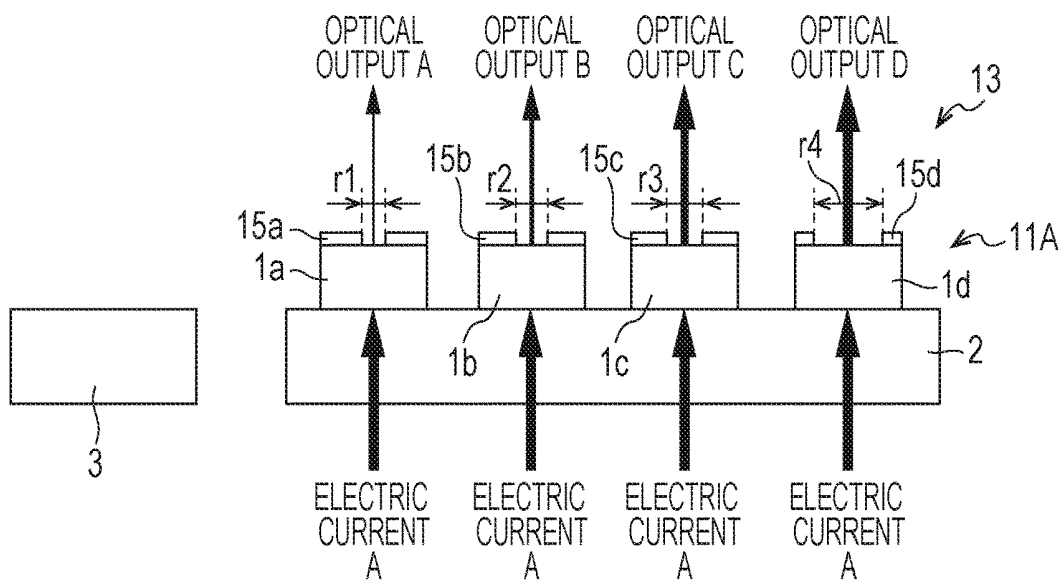 OPTICAL OUTPUT A
OPTICAL OUTPUT B
OPTICAL OUTPUT C
OPTICAL OUTPUT D
13
r1
15b
r2
15c
r3
r4
15d
15a
11A
1a
1d
1b
1c
2
3
ELECTRIC CURRENT A
ELECTRIC CURRENT A
ELECTRIC CURRENT A
ELECTRIC CURRENT A